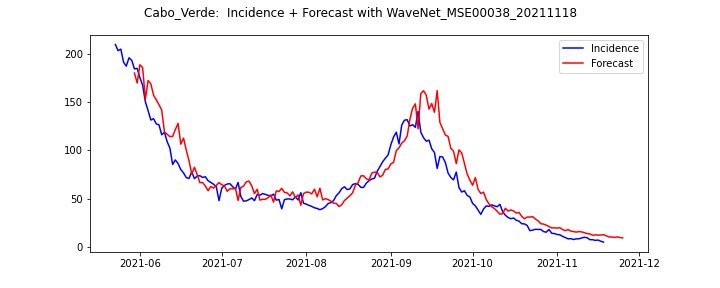 Cabo_Verde:  Incidence + Forecast with WaveNet_MSE00038_20211118
Incidence
Forecast
200
150
100
50
0
2021-06 2021-07 2021-08 2021-09 2021-10 2021-11 2021-12